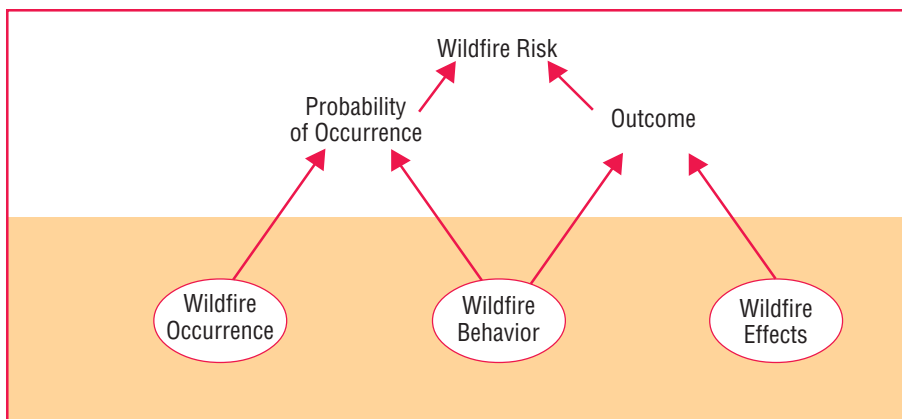 Wildfire Risk
Probability
of Occurrence
Outcome
Wildfire
Occurrence
Wildfire
Behavior
Wildfire
Effects